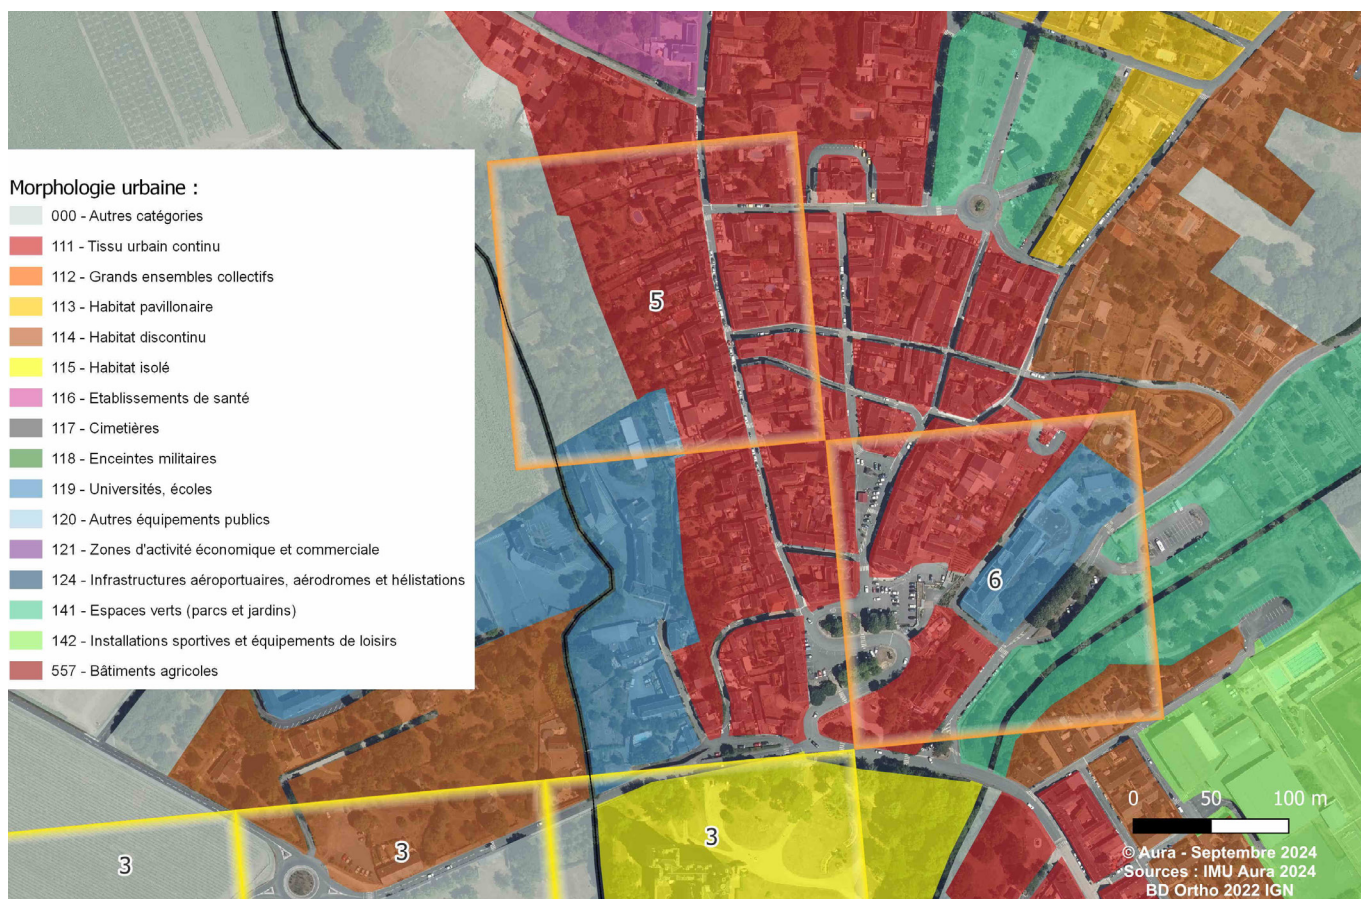 Morphologie urbaine :
000 - Autres catégories
111 - Tissu urbain continu
112 - Grands ensembles collectifs
113 - Habitat pavillonaire
114 - Habitat discontinu
115 - Habitat isolé
116 - Etablissements de santé
117 - Cimetières
118 - Enceintes militaires
119 - Universités, écoles
120 - Autres équipements publics
121 - Zones d'activité économique et commerciale
124 - Infrastructures aéroportuaires, aérodromes et hélistations
141 - Espaces verts (parcs et jardins)
142 - Installations sportives et équipements de loisirs
557 - Bâtiments agricoles
5
6
3
3
3
0 50 100 m
© Aura - Septembre 2024
Sources : IMU Aura 2024
BD Ortho 2022 IGN